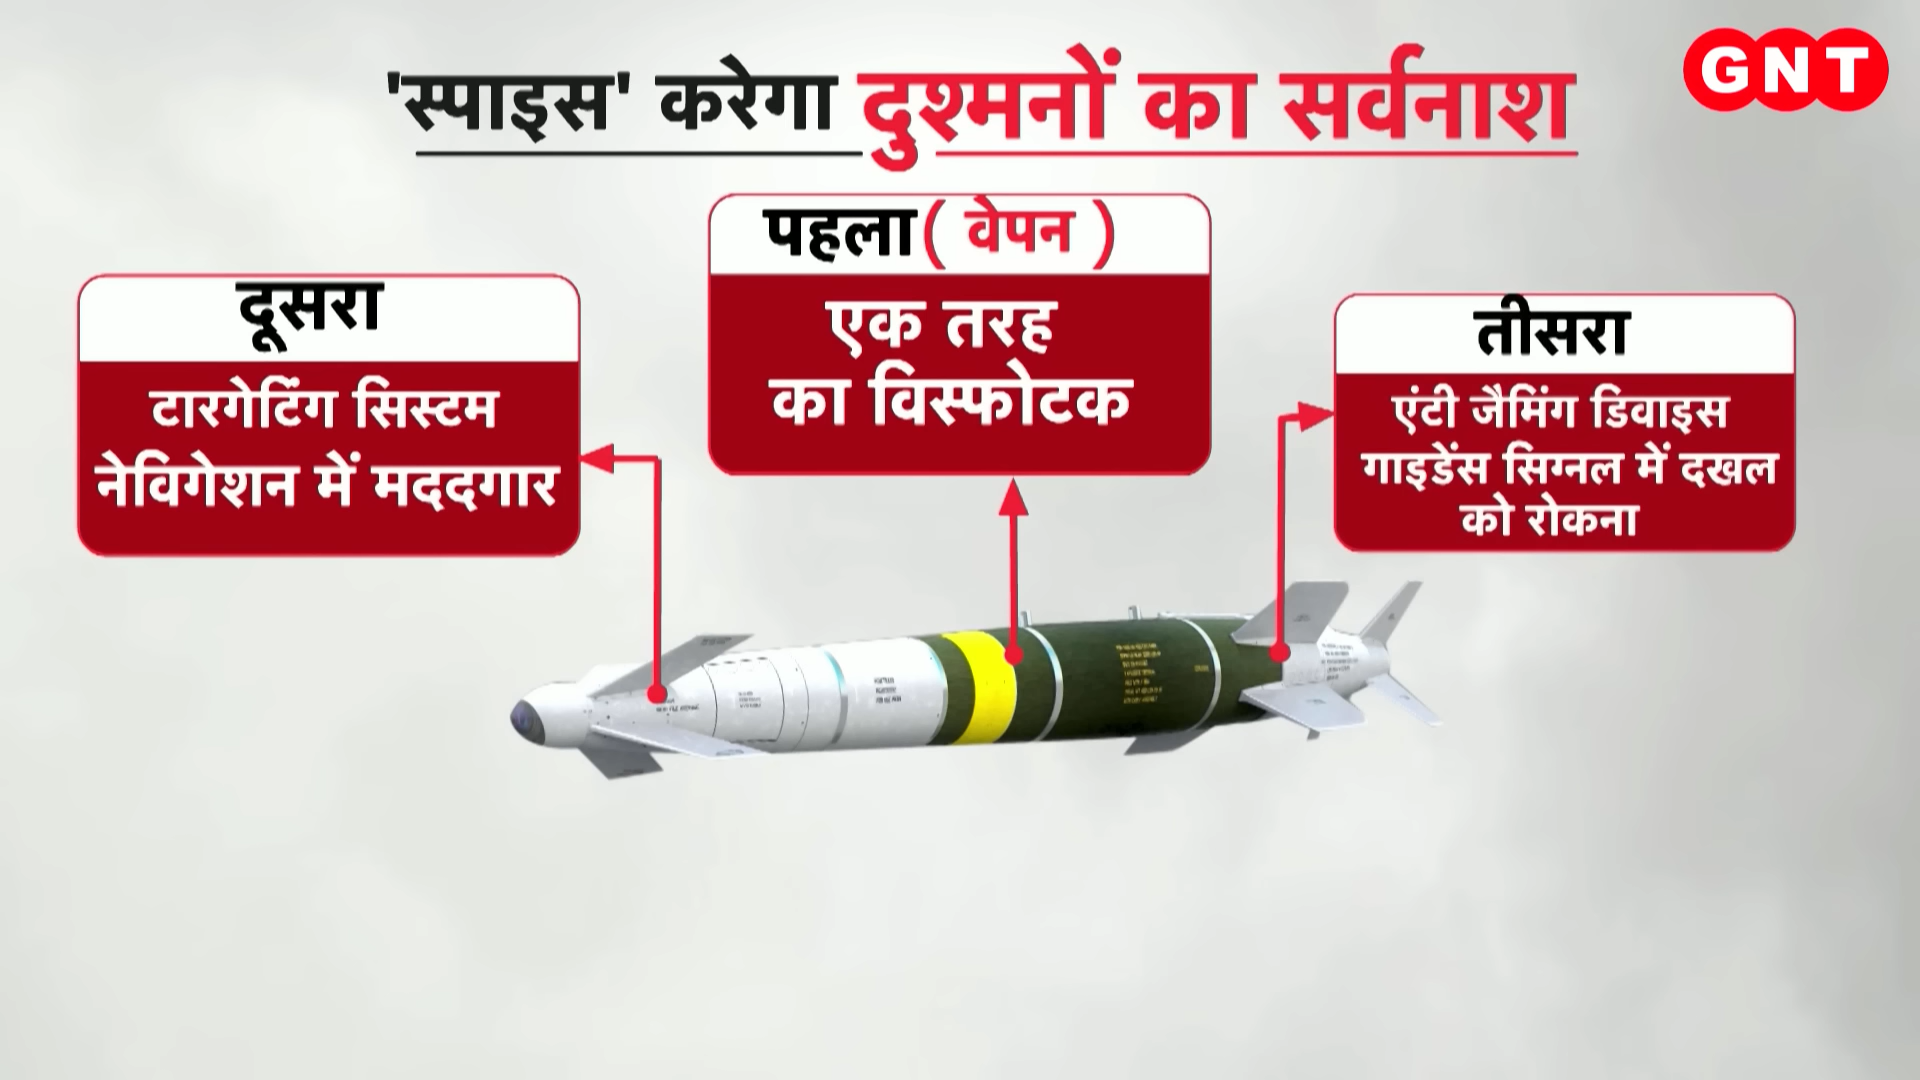 'स्पाइस' करेगा दुश्मनों का सर्वनाश
GNT
पहला ( वेपन )
एक तरह
का विस्फोटक
दूसरा
टारगेटिंग सिस्टम
नेविगेशन में मददगार
तीसरा
एंटी जैमिंग डिवाइस
गाइडेंस सिग्नल में दखल
को रोकना